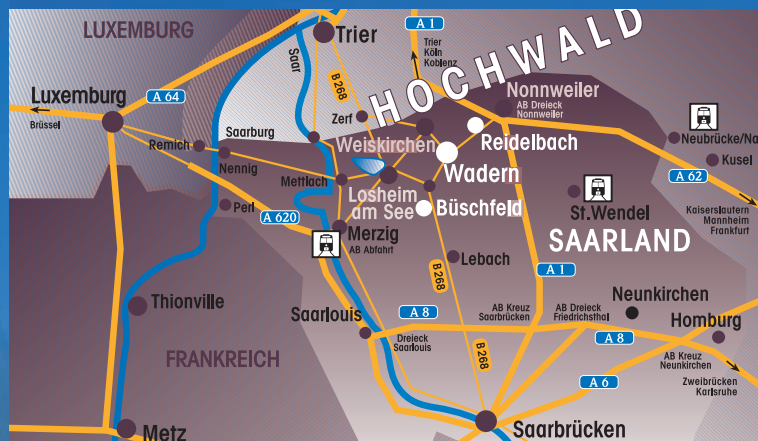 LUXEMBURG
A 1
Trier
Trier
Köln
Koblenz
HOCHWALD
Saar
B 268
Luxemburg
A 64
Nonnweiler
AB Dreieck
Nonnweiler
Brüssel
Zerf
Reidelbach
Saarburg
Weiskirchen
Neubrücke/Na
Remich
Kusel
Nennig
Wadern
A 62
Mettlach
Losheim
am See
Büschfeld
St.Wendel
Kaiserslautern
Mannheim
Frankfurt
Perl
A 620
Merzig
AB Abfahrt
SAARLAND
Lebach
B 268
A 1
Thionville
Neunkirchen
Saarlouis
A 8
AB Kreuz
Saarbrücken
AB Dreieck
Friedrichsthal
Homburg
Dreieck
Saarlouis
B 268
A 8
AB Kreuz
Neunkirchen
FRANKREICH
A 6
Zweibrücken
Karlsruhe
Metz
Saarbrücken